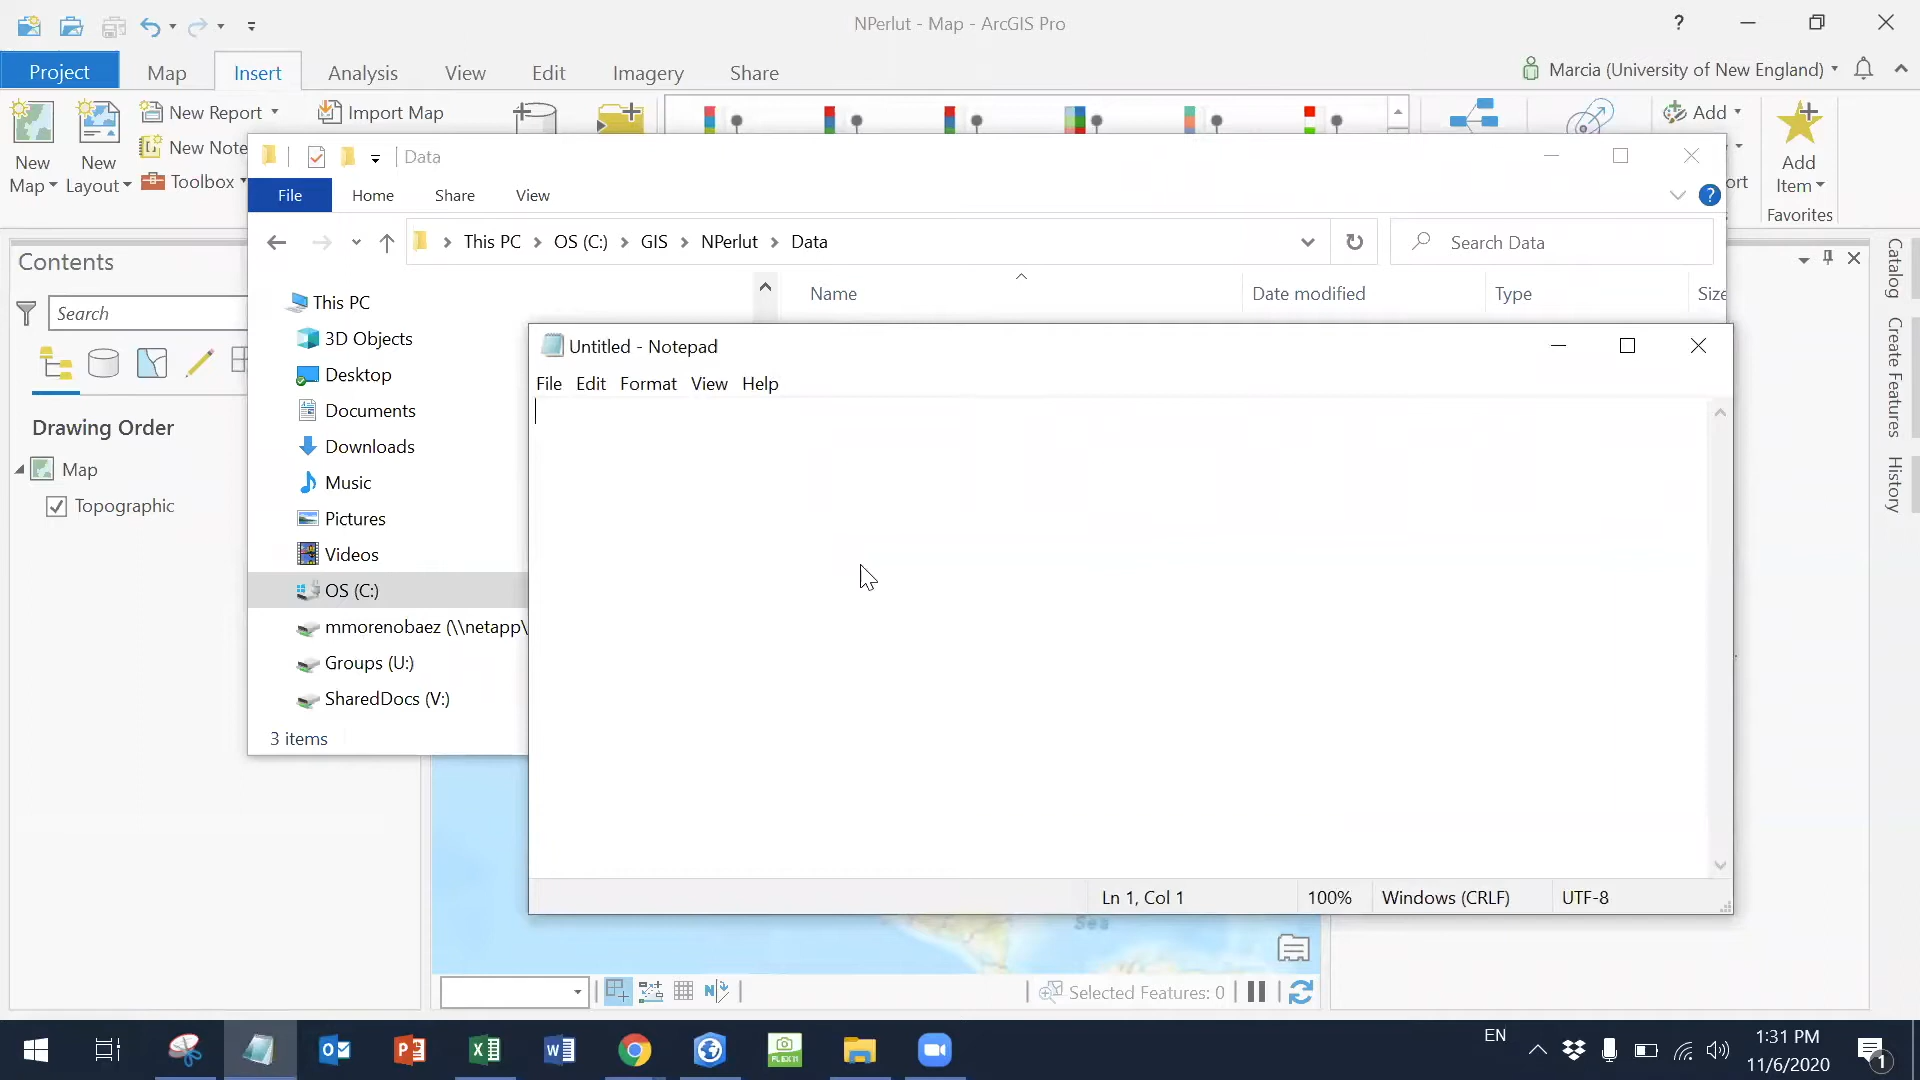 NPerlut - Map - ArcGIS Pro
?
Project
Map
Insert
Analysis
View
Edit
Imagery
Share
Marcia (University of New England)
New
Map
New
Layout
New Report
New Note
Toolbox
Import Map
Add
ort
Add
Item
Favorites
Data
File
Home
Share
View
?
This PC
OS (C:)
GIS
NPerlut
Data
Search Data
Name
Date modified
Type
Size
Contents
Search
Drawing Order
Map
Topographic
This PC
3D Objects
Desktop
Documents
Downloads
Music
Pictures
Videos
OS (C:)
mmorenobaez (\\netapp\
Groups (U:)
SharedDocs (V:)
3 items
Untitled - Notepad
File Edit Format View Help
Ln 1, Col 1
100%
Windows (CRLF)
UTF-8
Catalog
Create Features
History
Sea
Selected Features: 0
EN
1:31 PM
11/6/2020
1